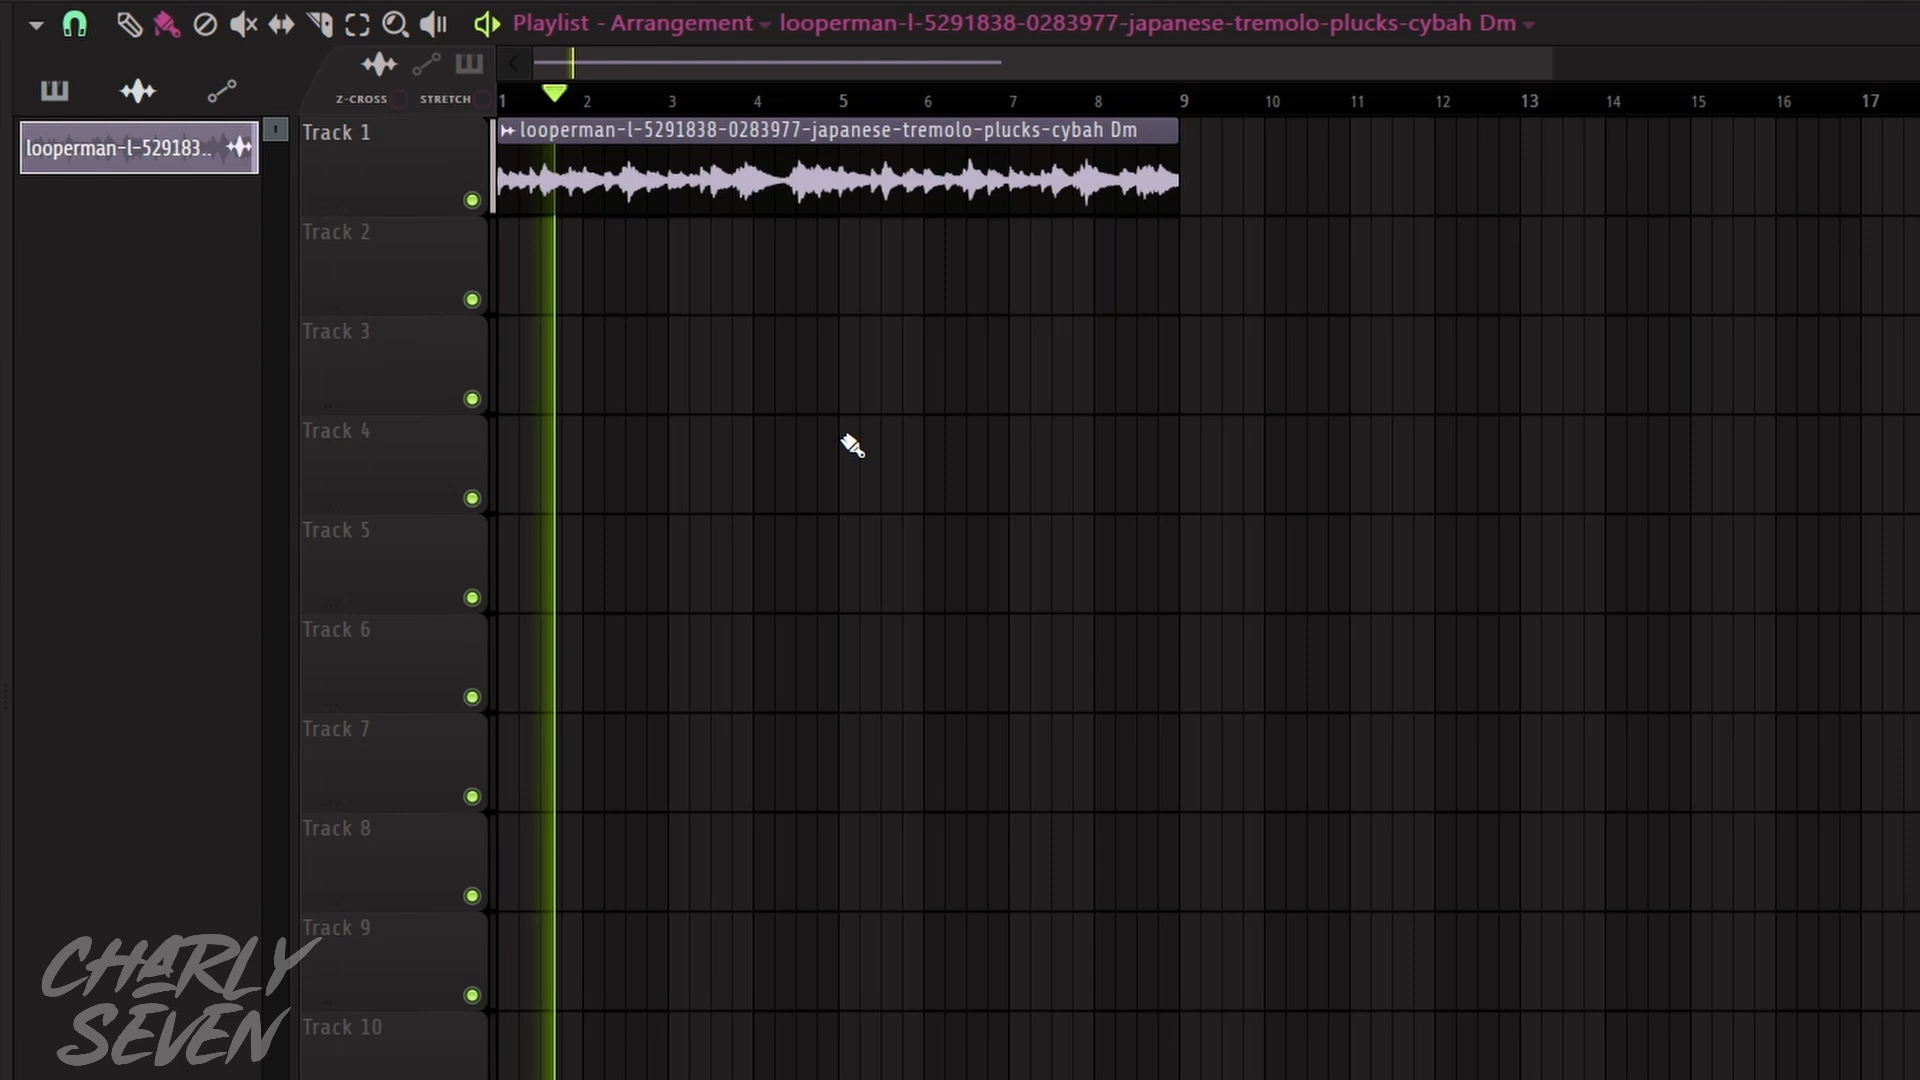 Playlist - Arrangement looperman-l-5291838-0283977-japanese-tremolo-plucks-cybah Dm
Z-CROSS STRETCH
1 2 3 4 5 6 7 8 9 10 11 12 13 14 15 16 17
looperman-l-529183..
Track 1
looperman-l-5291838-0283977-japanese-tremolo-plucks-cybah Dm
Track 2
Track 3
Track 4
Track 5
Track 6
Track 7
Track 8
Track 9
Track 10
CHARLY
SEVEN